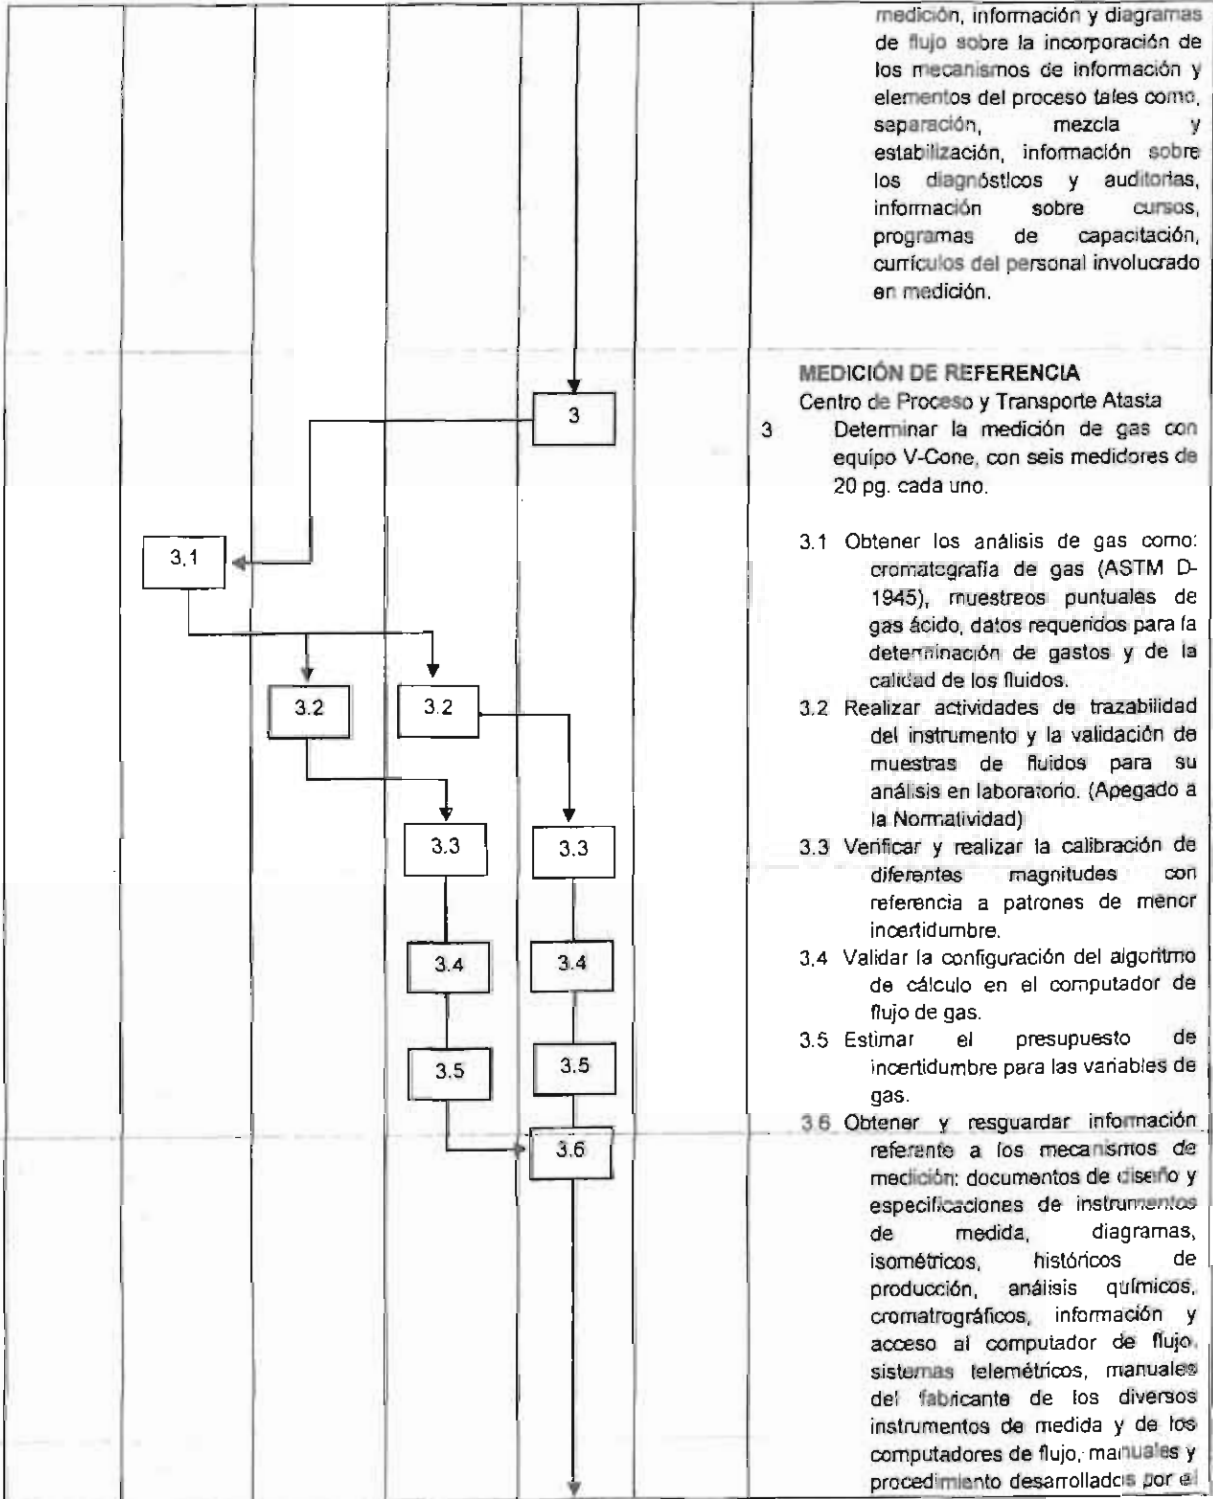 medición, información y diagramas
de flujo sobre la incorporación de
los mecanismos de información y
elementos del proceso tales como,
separación, mezcla y
estabilización, información sobre
los diagnósticos y auditorias,
información sobre cursos,
programas de capacitación,
currículos del personal involucrado
en medición.
MEDICIÓN DE REFERENCIA
Centro de Proceso y Transporte Atasta
3 Determinar la medición de gas con
equipo V-Cone, con seis medidores de
20 pg. cada uno.
3.1 Obtener los análisis de gas como:
cromatografía de gas (ASTM D-
1945), muestreos puntuales de
gas ácido, datos requeridos para la
determinación de gastos y de la
calidad de los fluidos.
3.2 Realizar actividades de trazabilidad
del instrumento y la validación de
muestras de fluidos para su
análisis en laboratorio. (Apegado a
la Normatividad)
3.3 Verificar y realizar la calibración de
diferentes magnitudes con
referencia a patrones de menor
incertidumbre.
3.4 Validar la configuración del algoritmo
de cálculo en el computador de
flujo de gas.
3.5 Estimar el presupuesto de
incertidumbre para las variables de
gas.
3.6 Obtener y resguardar información
referente a los mecanismos de
medición: documentos de diseño y
especificaciones de instrumentos
de medida, diagramas,
isométricos, históricos de
producción, análisis químicos,
cromatrográficos, información y
acceso al computador de flujo,
sistemas telemétricos, manuales
del fabricante de los diversos
instrumentos de medida y de los
computadores de flujo, manuales y
procedimiento desarrollados por el
3
3.1
3.2 3.2
3.3 3.3
3.4 3.4
3.5 3.5
3.6